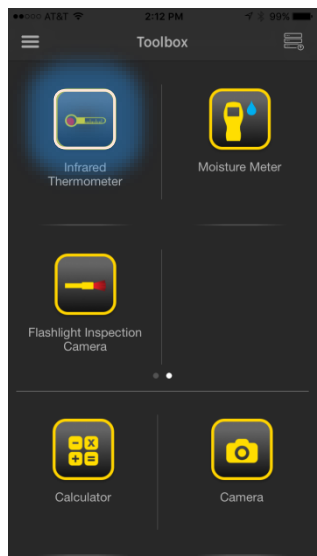 AT&T 2:12 PM 99%
Toolbox
Infrared
Thermometer
Moisture Meter
Flashlight Inspection
Camera
Calculator
Camera